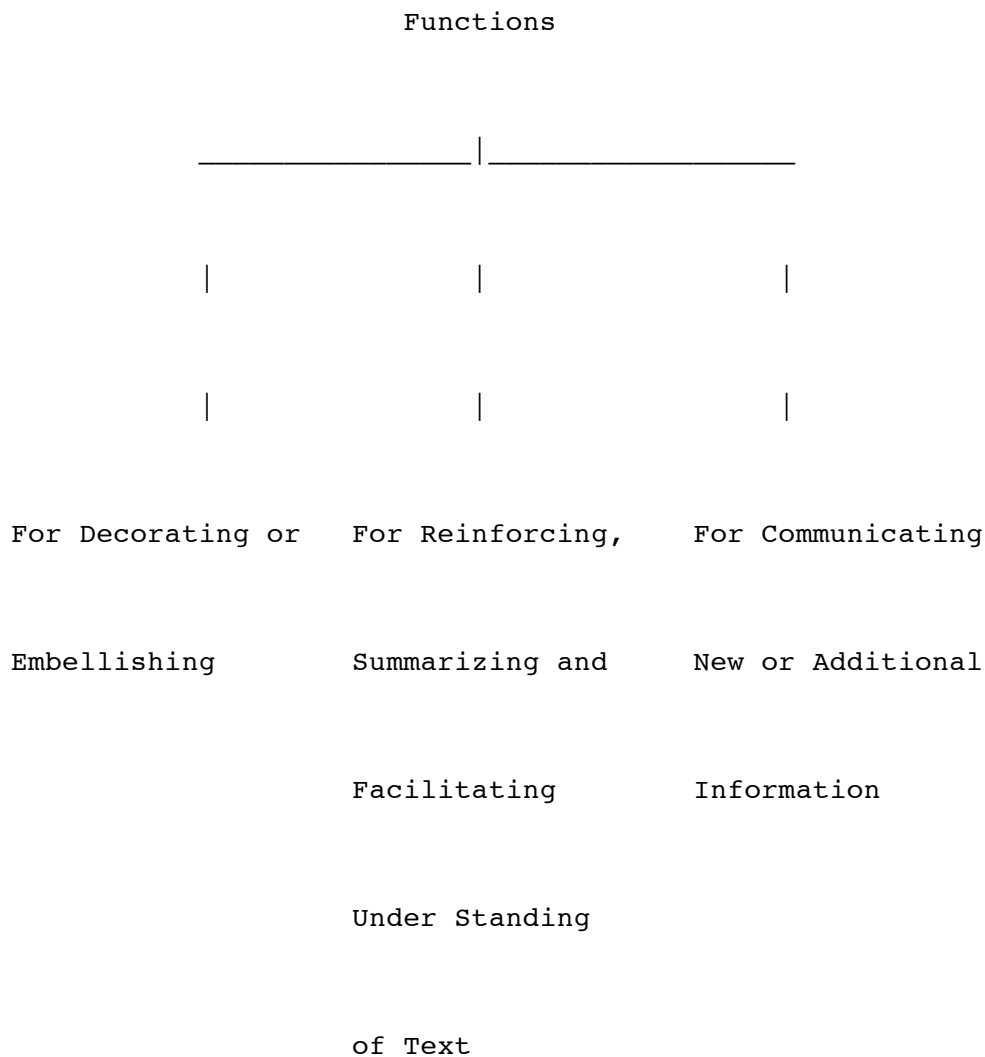 Functions
For Decorating or For Reinforcing, For Communicating
Embellishing Summarizing and New or Additional
Facilitating Information
Under Standing
of Text